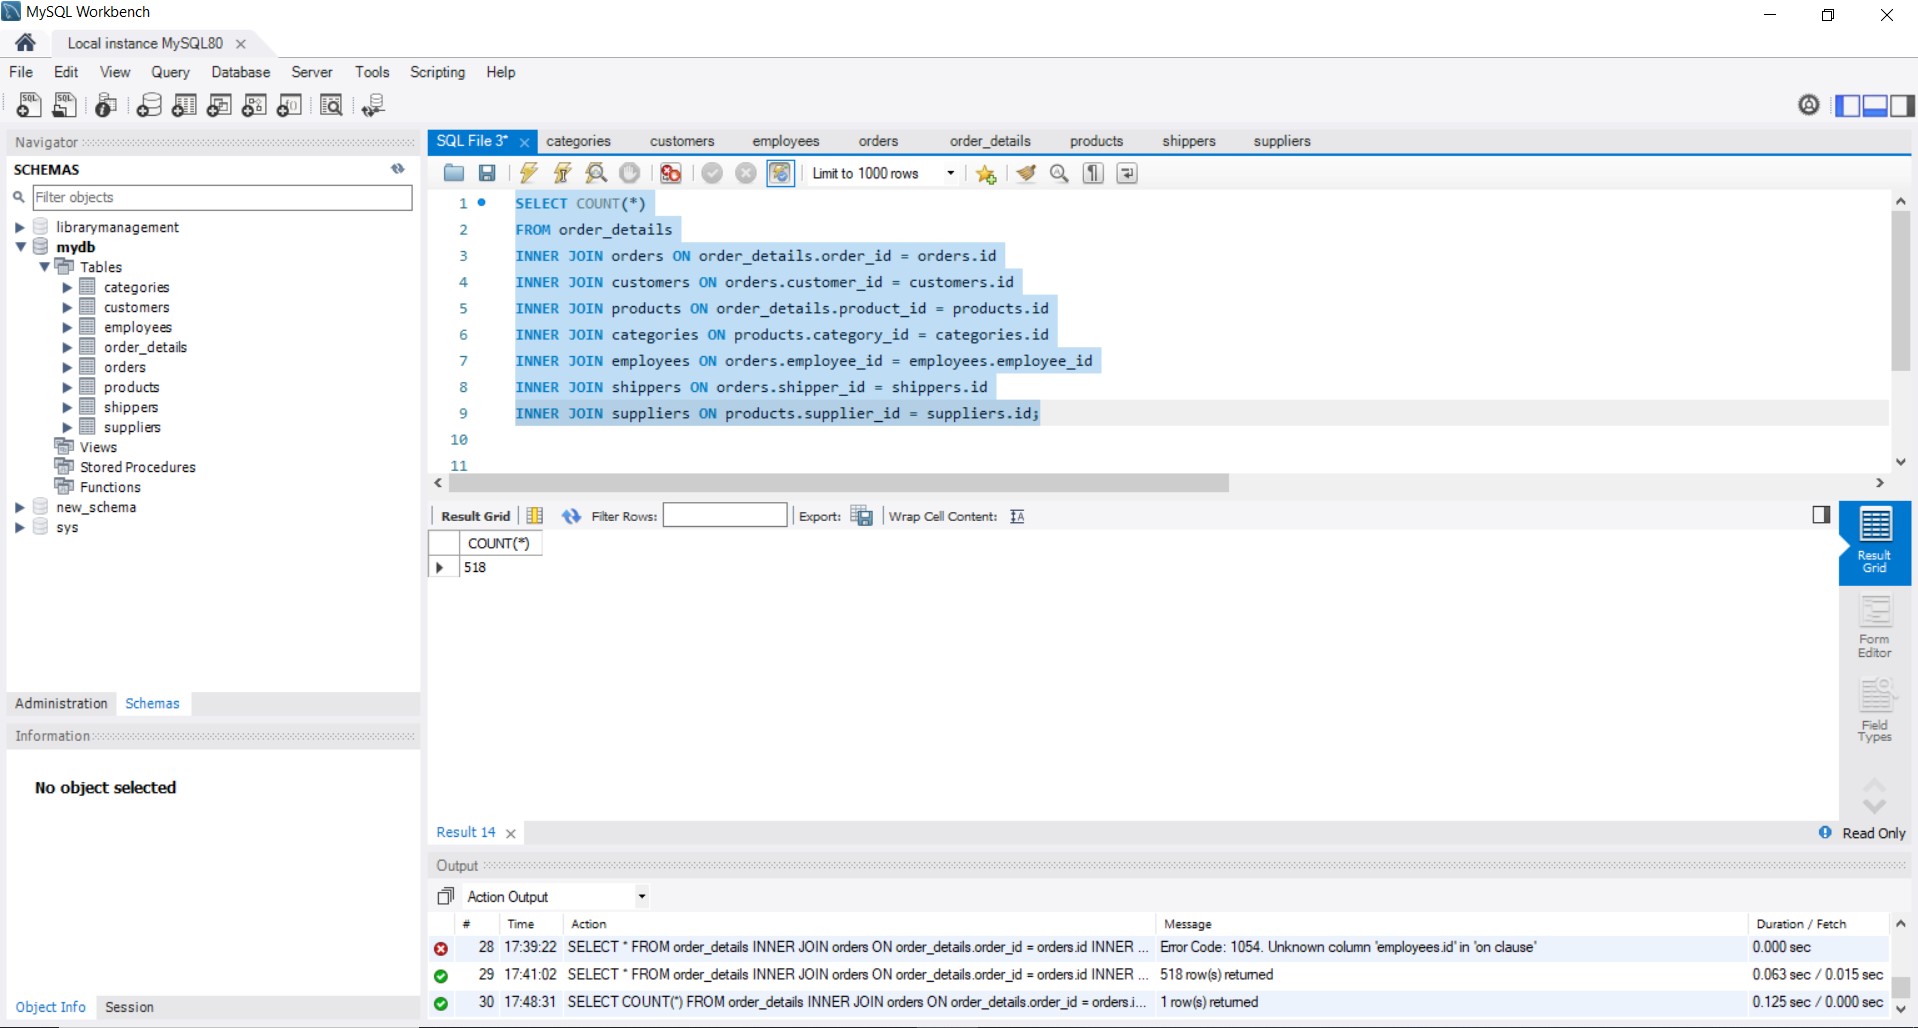 MySQL Workbench
Local instance MySQL80
File Edit View Query Database Server Tools Scripting Help
Navigator
SCHEMAS
Filter objects
librarymanagement
mydb
Tables
categories
customers
employees
order_details
orders
products
shippers
suppliers
Views
Stored Procedures
Functions
new_schema
sys
Administration Schemas
Information
No object selected
Object Info Session
SQL File 3* categories customers employees orders order_details products shippers suppliers
Limit to 1000 rows
1 SELECT COUNT(*)
2 FROM order_details
3 INNER JOIN orders ON order_details.order_id = orders.id
4 INNER JOIN customers ON orders.customer_id = customers.id
5 INNER JOIN products ON order_details.product_id = products.id
6 INNER JOIN categories ON products.category_id = categories.id
7 INNER JOIN employees ON orders.employee_id = employees.employee_id
8 INNER JOIN shippers ON orders.shipper_id = shippers.id
9 INNER JOIN suppliers ON products.supplier_id = suppliers.id;
10
11
Result Grid Filter Rows: Export: Wrap Cell Content:
COUNT(*)
518
Result Grid
Form Editor
Field Types
Result 14
Read Only
Output
Action Output
# Time Action Message Duration / Fetch
28 17:39:22 SELECT * FROM order_details INNER JOIN orders ON order_details.order_id = orders.id INNER ... Error Code: 1054. Unknown column 'employees.id' in 'on clause' 0.000 sec
29 17:41:02 SELECT * FROM order_details INNER JOIN orders ON order_details.order_id = orders.id INNER ... 518 row(s) returned 0.063 sec / 0.015 sec
30 17:48:31 SELECT COUNT(*) FROM order_details INNER JOIN orders ON order_details.order_id = orders.i... 1 row(s) returned 0.125 sec / 0.000 sec